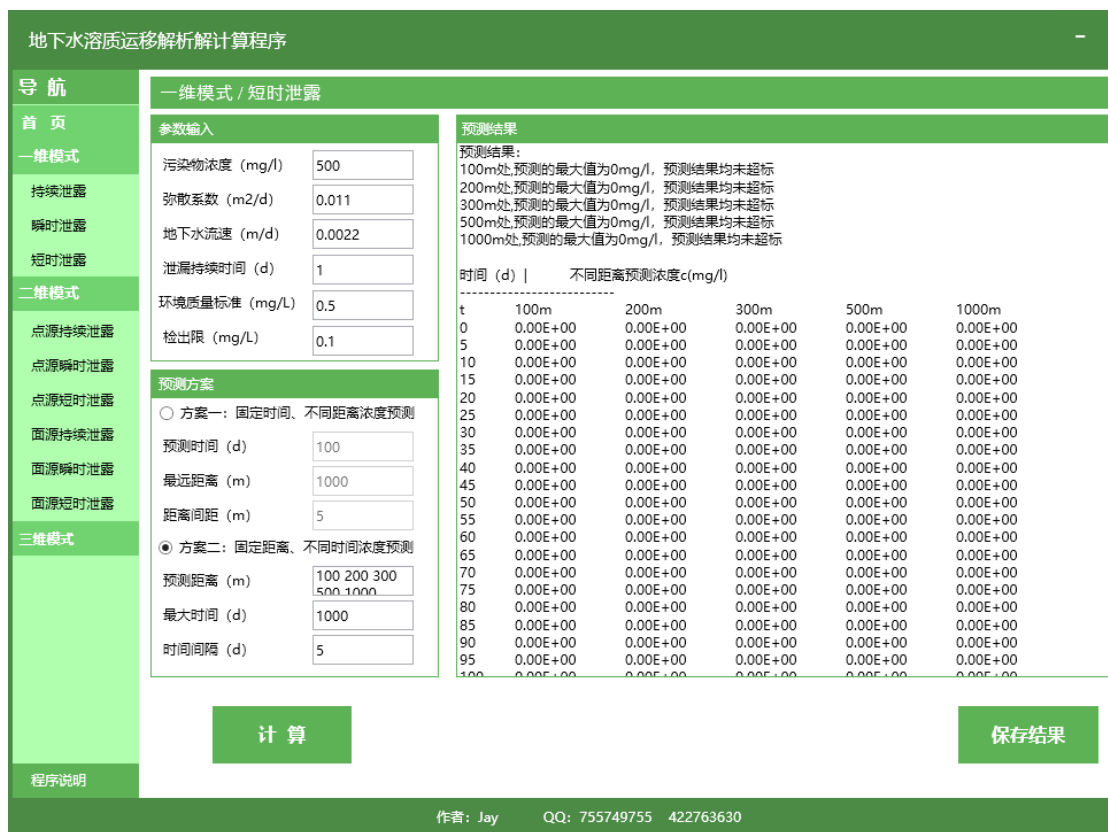 地下水溶质运移解析解计算程序
导 航
首 页
一维模式
持续泄露
瞬时泄露
短时泄露
二维模式
点源持续泄露
点源瞬时泄露
点源短时泄露
面源持续泄露
面源瞬时泄露
面源短时泄露
三维模式
程序说明
一维模式 / 短时泄露
参数输入
污染物浓度（mg/l） 500
弥散系数（m2/d） 0.011
地下水流速（m/d） 0.0022
泄漏持续时间（d） 1
环境质量标准（mg/L） 0.5
检出限（mg/L） 0.1
预测方案
方案一：固定时间、不同距离浓度预测
预测时间（d） 100
最远距离（m） 1000
距离间距（m） 5
方案二：固定距离、不同时间浓度预测
预测距离（m） 100 200 300
500 1000
最大时间（d） 1000
时间间隔（d） 5
计 算
预测结果
预测结果：
100m处,预测的最大值为0mg/l，预测结果均未超标
200m处,预测的最大值为0mg/l，预测结果均未超标
300m处,预测的最大值为0mg/l，预测结果均未超标
500m处,预测的最大值为0mg/l，预测结果均未超标
1000m处,预测的最大值为0mg/l，预测结果均未超标
时间（d）| 不同距离预测浓度c(mg/l)
--------------------------
t 100m 200m 300m 500m 1000m
0 0.00E+00 0.00E+00 0.00E+00 0.00E+00 0.00E+00
5 0.00E+00 0.00E+00 0.00E+00 0.00E+00 0.00E+00
10 0.00E+00 0.00E+00 0.00E+00 0.00E+00 0.00E+00
15 0.00E+00 0.00E+00 0.00E+00 0.00E+00 0.00E+00
20 0.00E+00 0.00E+00 0.00E+00 0.00E+00 0.00E+00
25 0.00E+00 0.00E+00 0.00E+00 0.00E+00 0.00E+00
30 0.00E+00 0.00E+00 0.00E+00 0.00E+00 0.00E+00
35 0.00E+00 0.00E+00 0.00E+00 0.00E+00 0.00E+00
40 0.00E+00 0.00E+00 0.00E+00 0.00E+00 0.00E+00
45 0.00E+00 0.00E+00 0.00E+00 0.00E+00 0.00E+00
50 0.00E+00 0.00E+00 0.00E+00 0.00E+00 0.00E+00
55 0.00E+00 0.00E+00 0.00E+00 0.00E+00 0.00E+00
60 0.00E+00 0.00E+00 0.00E+00 0.00E+00 0.00E+00
65 0.00E+00 0.00E+00 0.00E+00 0.00E+00 0.00E+00
70 0.00E+00 0.00E+00 0.00E+00 0.00E+00 0.00E+00
75 0.00E+00 0.00E+00 0.00E+00 0.00E+00 0.00E+00
80 0.00E+00 0.00E+00 0.00E+00 0.00E+00 0.00E+00
85 0.00E+00 0.00E+00 0.00E+00 0.00E+00 0.00E+00
90 0.00E+00 0.00E+00 0.00E+00 0.00E+00 0.00E+00
95 0.00E+00 0.00E+00 0.00E+00 0.00E+00 0.00E+00
100 0.00E+00 0.00E+00 0.00E+00 0.00E+00 0.00E+00
保存结果
作者：Jay QQ：755749755 422763630